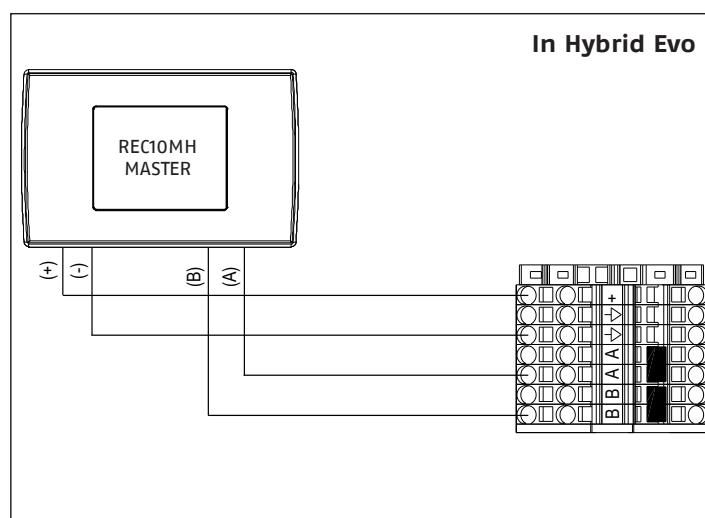 In Hybrid Evo
REC10MH
MASTER
(+)
(-)
(B)
(A)
+
A
A
B
B